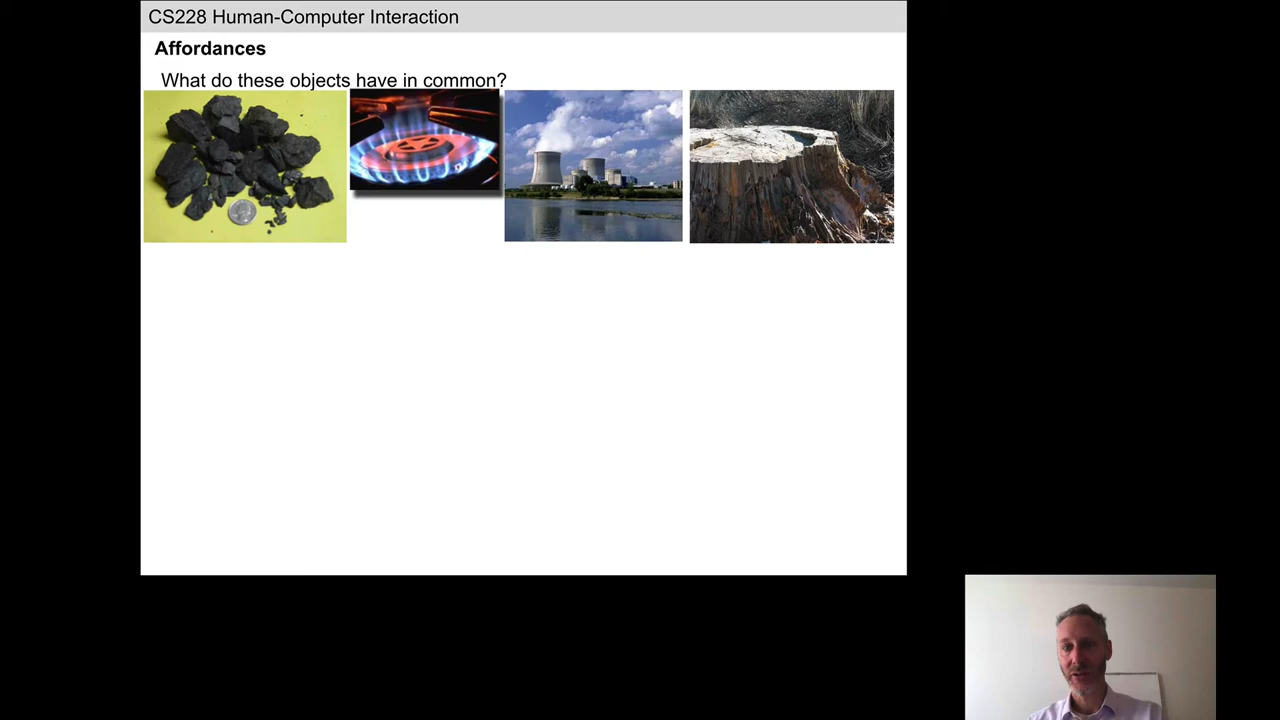 CS228 Human-Computer Interaction
Affordances
What do these objects have in common?